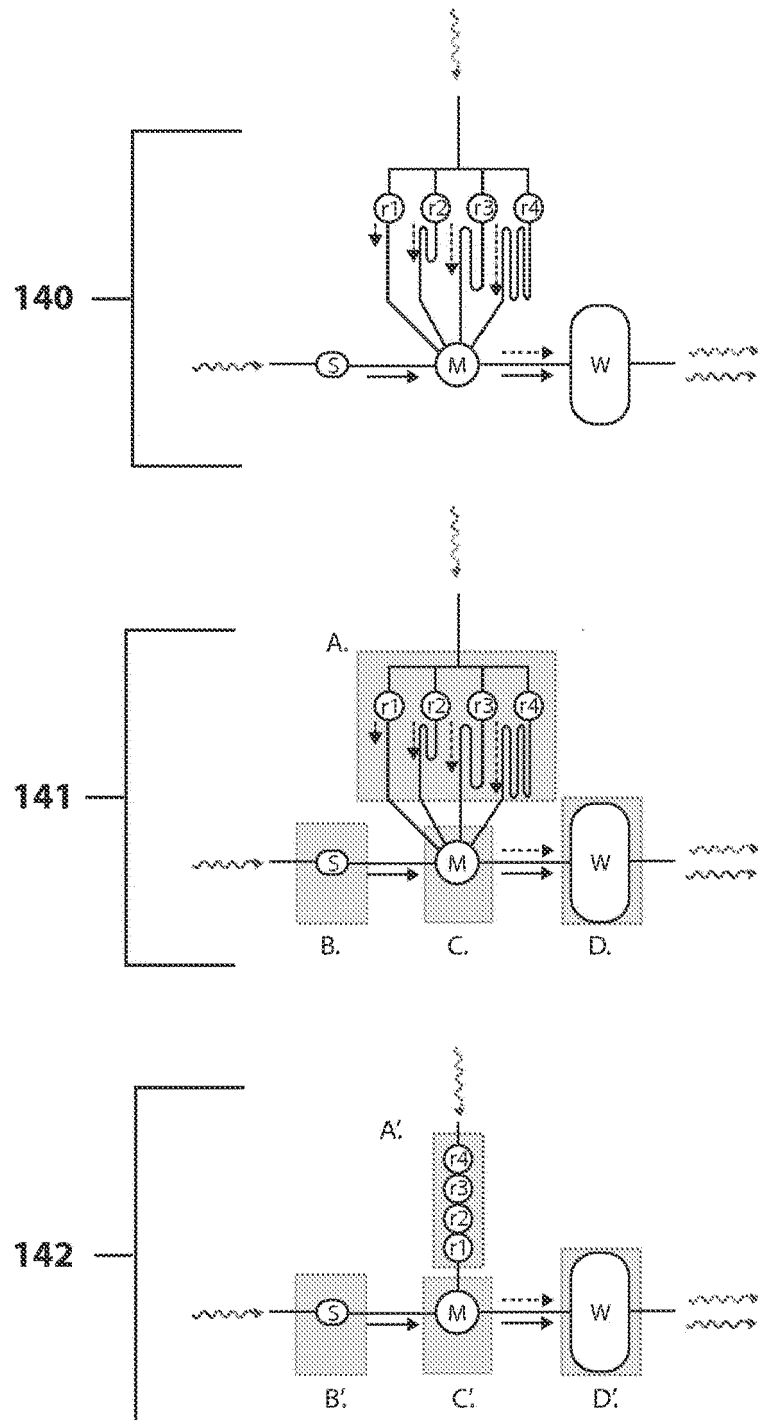 r1 r2 r3 r4
140
S M W
A.
r1 r2 r3 r4
141
S M W
B. C. D.
A'.
r4
r3
r2
r1
142
S M W
B'. C'. D'.